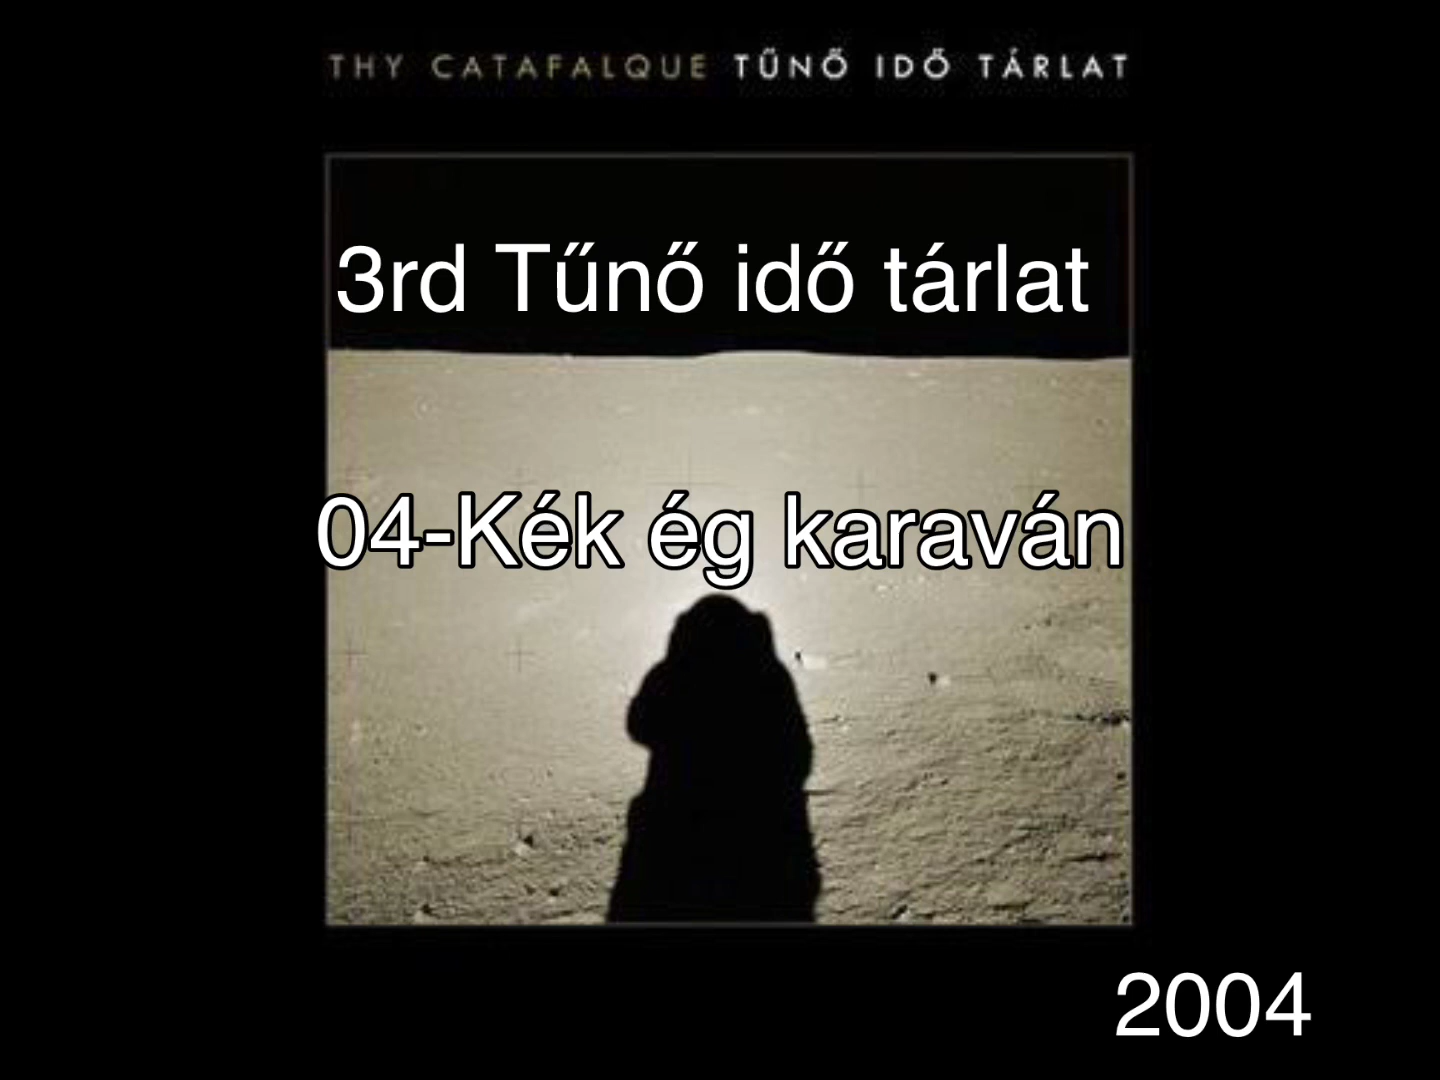 THY CATAFALQUE TŰNŐ IDŐ TÁRLAT
3rd Tűnő idő tárlat
04-Kék ég karaván
2004